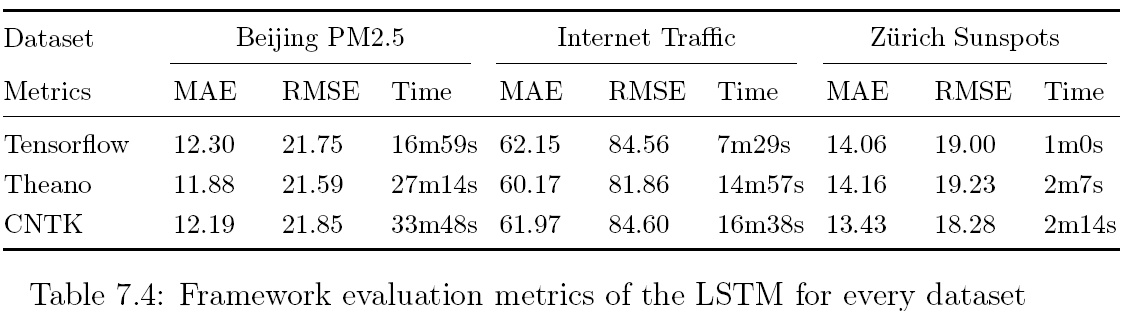 Dataset Beijing PM2.5 Internet Traffic Zürich Sunspots
Metrics MAE RMSE Time MAE RMSE Time MAE RMSE Time
Tensorflow 12.30 21.75 16m59s 62.15 84.56 7m29s 14.06 19.00 1m0s
Theano 11.88 21.59 27m14s 60.17 81.86 14m57s 14.16 19.23 2m7s
CNTK 12.19 21.85 33m48s 61.97 84.60 16m38s 13.43 18.28 2m14s
Table 7.4: Framework evaluation metrics of the LSTM for every dataset